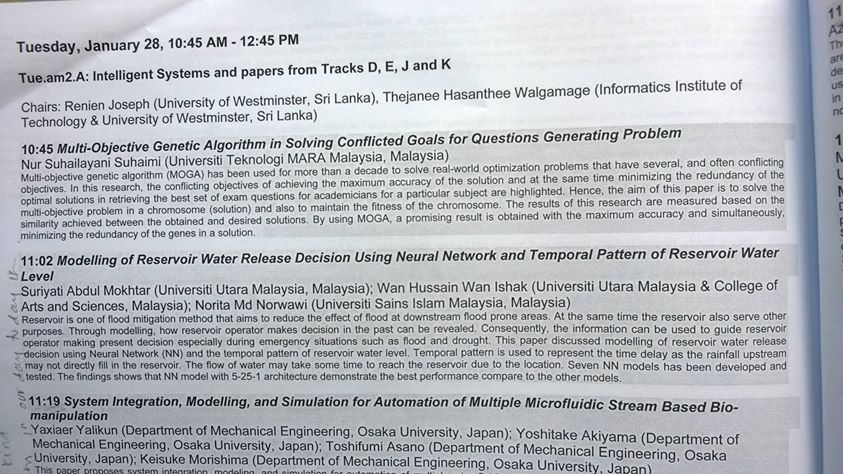 Tuesday, January 28, 10:45 AM - 12:45 PM
Tue.am2.A: Intelligent Systems and papers from Tracks D, E, J and K
Chairs: Renien Joseph (University of Westminster, Sri Lanka), Thejanee Hasanthee Walgamage (Informatics Institute of
Technology & University of Westminster, Sri Lanka)
10:45 Multi-Objective Genetic Algorithm in Solving Conflicted Goals for Questions Generating Problem
Nur Suhailayani Suhaimi (Universiti Teknologi MARA Malaysia, Malaysia)
Multi-objective genetic algorithm (MOGA) has been used for more than a decade to solve real-world optimization problems that have several, and often conflicting
objectives. In this research, the conflicting objectives of achieving the maximum accuracy of the solution and at the same time minimizing the redundancy of the
optimal solutions in retrieving the best set of exam questions for academicians for a particular subject are highlighted. Hence, the aim of this paper is to solve the
multi-objective problem in a chromosome (solution) and also to maintain the fitness of the chromosome. The results of this research are measured based on the
similarity achieved between the obtained and desired solutions. By using MOGA, a promising result is obtained with the maximum accuracy and simultaneously,
minimizing the redundancy of the genes in a solution.
11:02 Modelling of Reservoir Water Release Decision Using Neural Network and Temporal Pattern of Reservoir Water
Level
Suriyati Abdul Mokhtar (Universiti Utara Malaysia, Malaysia); Wan Hussain Wan Ishak (Universiti Utara Malaysia & College of
Arts and Sciences, Malaysia); Norita Md Norwawi (Universiti Sains Islam Malaysia, Malaysia)
Reservoir is one of flood mitigation method that aims to reduce the effect of flood at downstream flood prone areas. At the same time the reservoir also serve other
purposes. Through modelling, how reservoir operator makes decision in the past can be revealed. Consequently, the information can be used to guide reservoir
operator making present decision especially during emergency situations such as flood and drought. This paper discussed modelling of reservoir water release
decision using Neural Network (NN) and the temporal pattern of reservoir water level. Temporal pattern is used to represent the time delay as the rainfall upstream
may not directly fill in the reservoir. The flow of water may take some time to reach the reservoir due to the location. Seven NN models has been developed and
tested. The findings shows that NN model with 5-25-1 architecture demonstrate the best performance compare to the other models.
11:19 System Integration, Modelling, and Simulation for Automation of Multiple Microfluidic Stream Based Bio-
manipulation
Yaxiaer Yalikun (Department of Mechanical Engineering, Osaka University, Japan); Yoshitake Akiyama (Department of
Mechanical Engineering, Osaka University, Japan); Toshifumi Asano (Department of Mechanical Engineering, Osaka
University, Japan); Keisuke Morishima (Department of Mechanical Engineering, Osaka University, Japan)
This paper proposes system integration, modeling, and simulation for automation of multiple